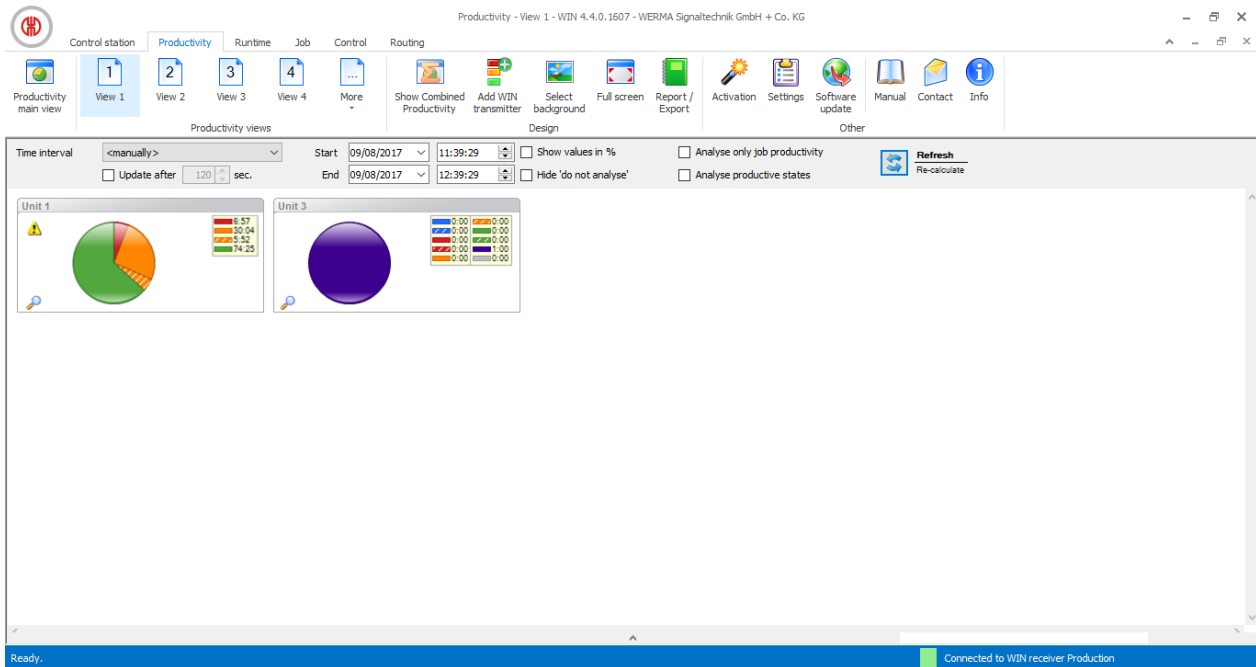 Productivity - View 1 - WIN 4.4.0.1607 - WERMA Signaltechnik GmbH + Co. KG
Control station Productivity Runtime Job Control Routing
Productivity main view
1
View 1
2
View 2
3
View 3
4
View 4
...
More
Show Combined Productivity
Add WIN transmitter
Select background
Full screen
Report / Export
Activation
Settings
Software update
Manual
Contact
Info
Productivity views
Design
Other
Time interval <manually> Start 09/08/2017 11:39:29 Show values in % Analyse only job productivity Refresh
Update after 120 sec. End 09/08/2017 12:39:29 Hide 'do not analyse' Analyse productive states Re-calculate
Unit 1
6:57
30:04
5:52
74:25
Unit 3
0:00 0:00
0:00 0:00
0:00 0:00
0:00 1:00
0:00 0:00
Ready.
Connected to WIN receiver Production